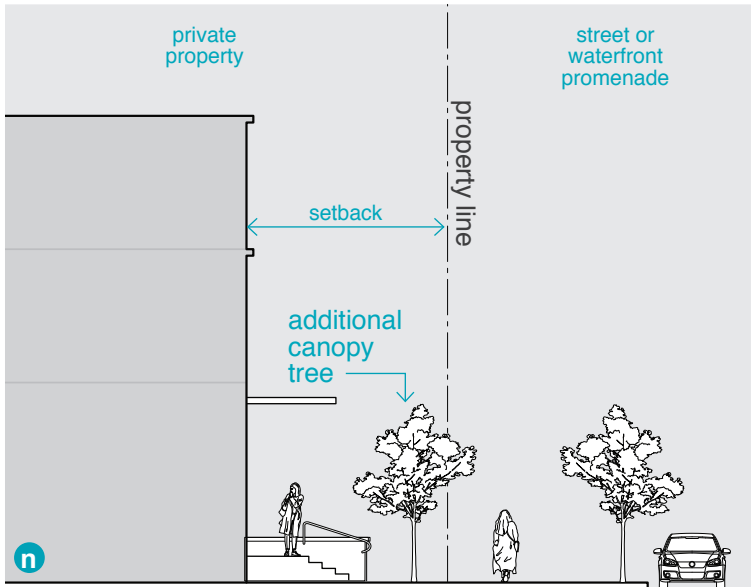 private
property
street or
waterfront
promenade
property line
setback
additional
canopy
tree
n